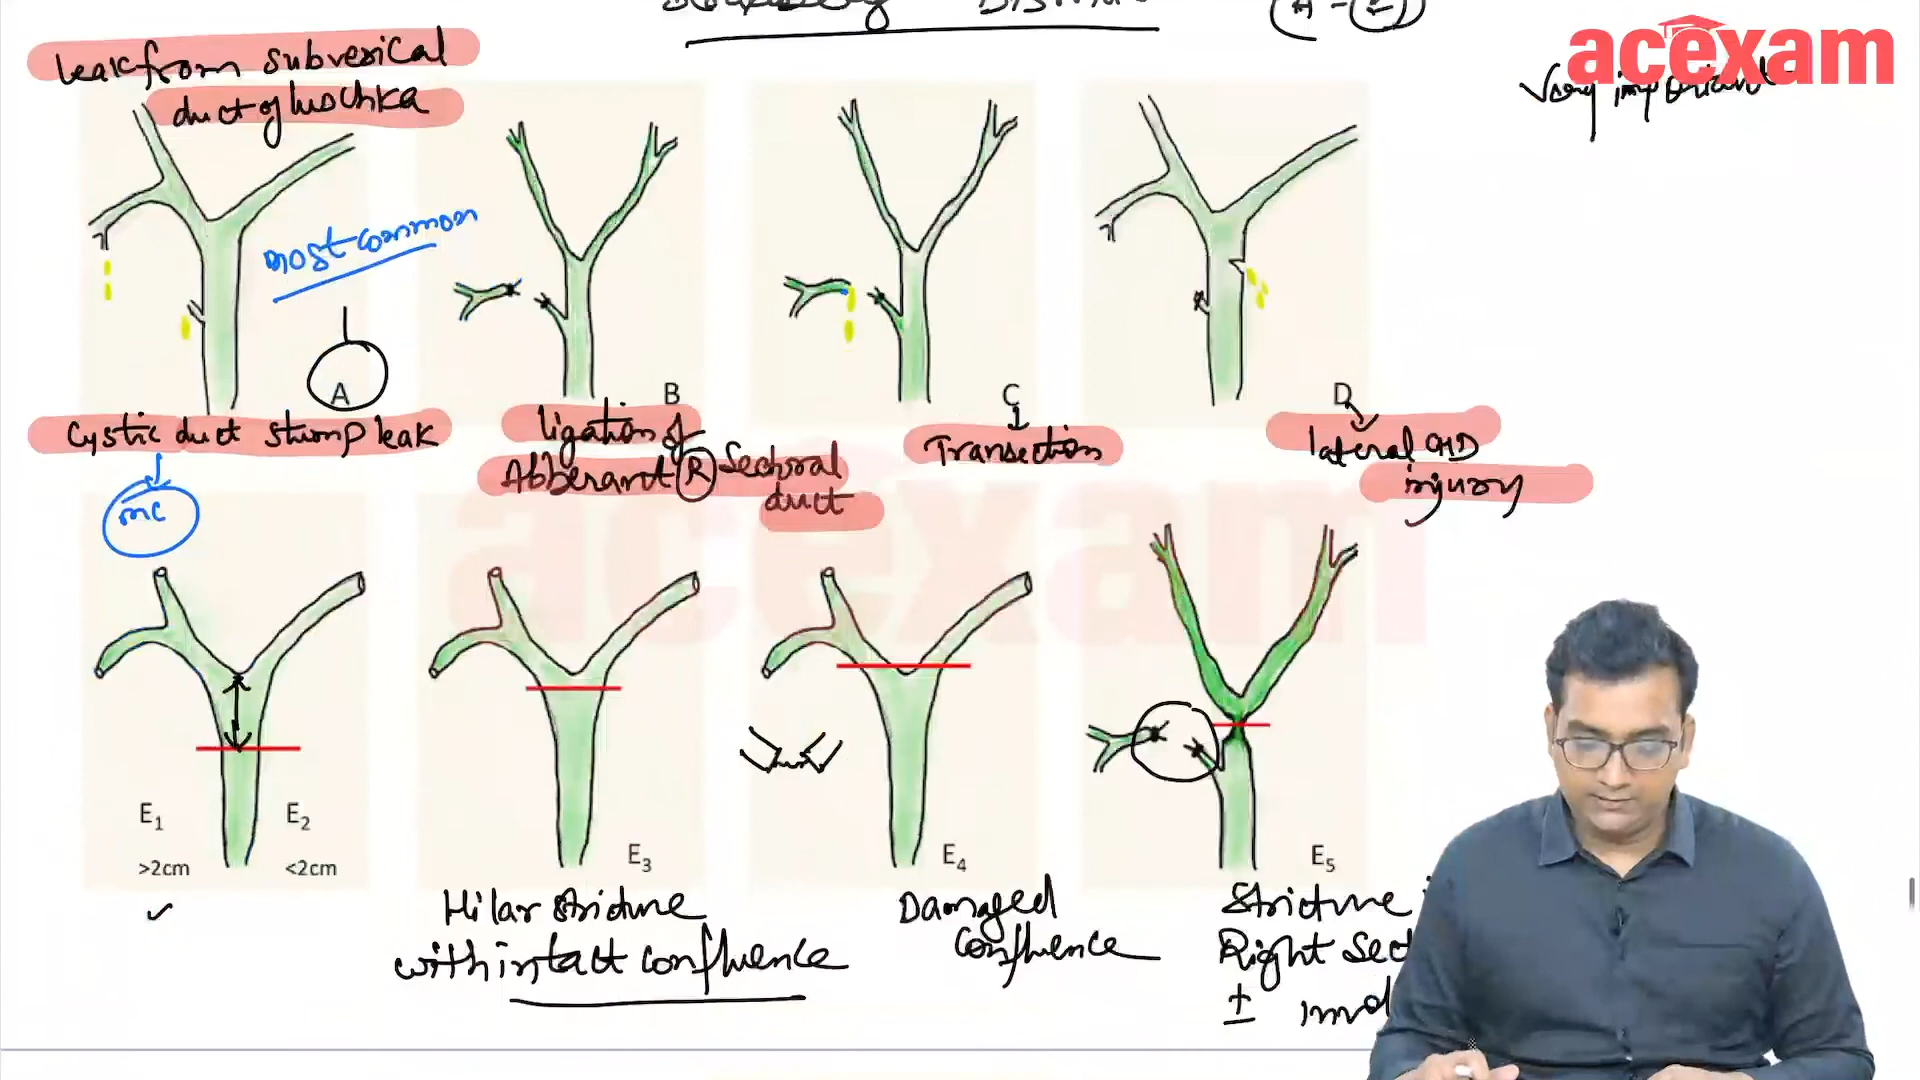 (A-E)
acexam
Very important
Leak from subvesical
duct of luschka
most common
A
B
C
D
Cystic duct stump leak
mc
ligation of
Abberant (R) Sectoral
duct
Transection
lateral CHD
injury
acexam
E1
>2cm
E2
<2cm
E3
E4
E5
Hilar stricture
with intact confluence
Damaged
Confluence
Stricture
Right Sec
±